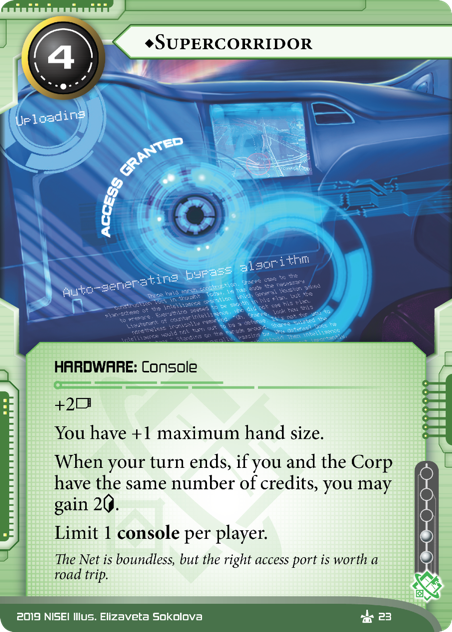 4
♦Supercorridor
Uploading
ACCESS GRANTED
Auto-generating bypass algorithm
HARDWARE: Console
+2
You have +1 maximum hand size.
When your turn ends, if you and the Corp
have the same number of credits, you may
gain 2.
Limit 1 console per player.
The Net is boundless, but the right access port is worth a
road trip.
2019 NISEI Illus. Elizaveta Sokolova
23